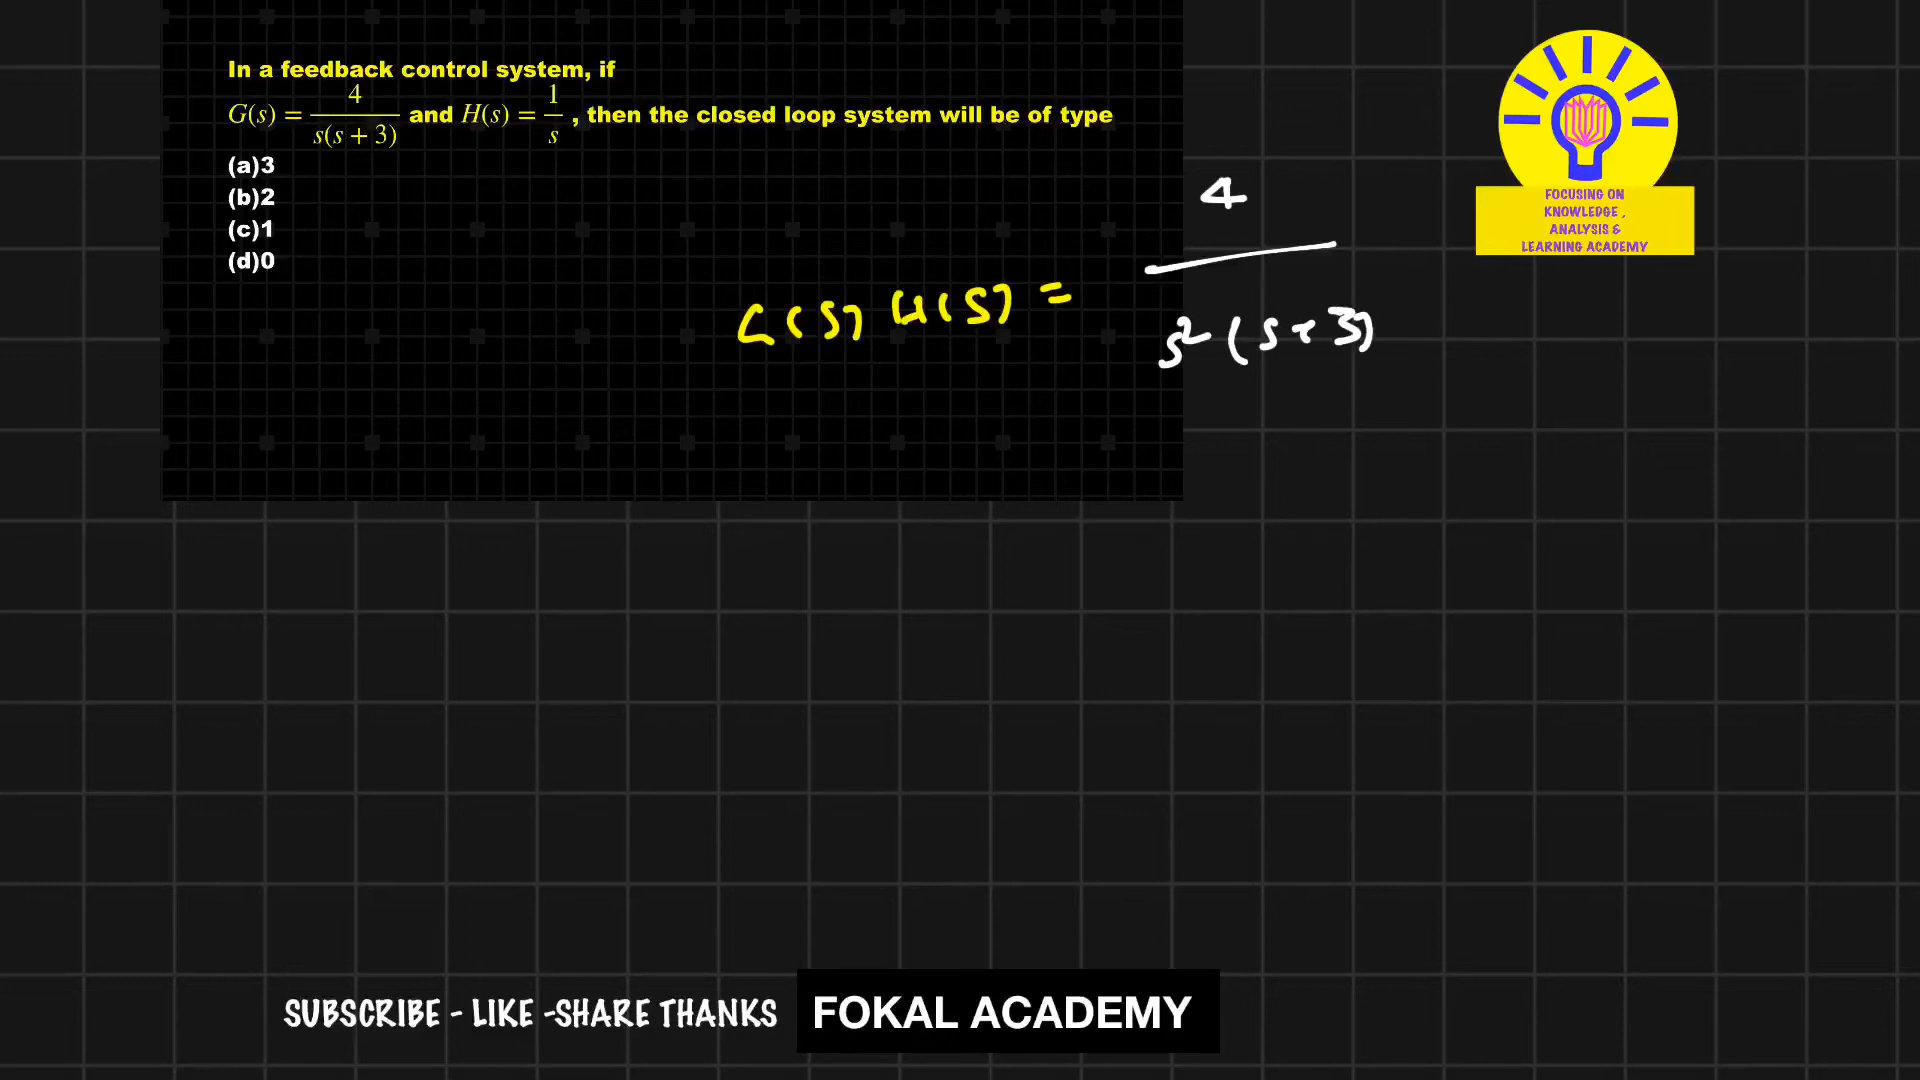 In a feedback control system, if
G(s) = 4 / s(s + 3) and H(s) = 1 / s , then the closed loop system will be of type
(a)3
(b)2
(c)1
(d)0
G(s) H(s) = 4 / s²(s+3)
FOCUSING ON
KNOWLEDGE ,
ANALYSIS &
LEARNING ACADEMY
SUBSCRIBE - LIKE -SHARE THANKS
FOKAL ACADEMY